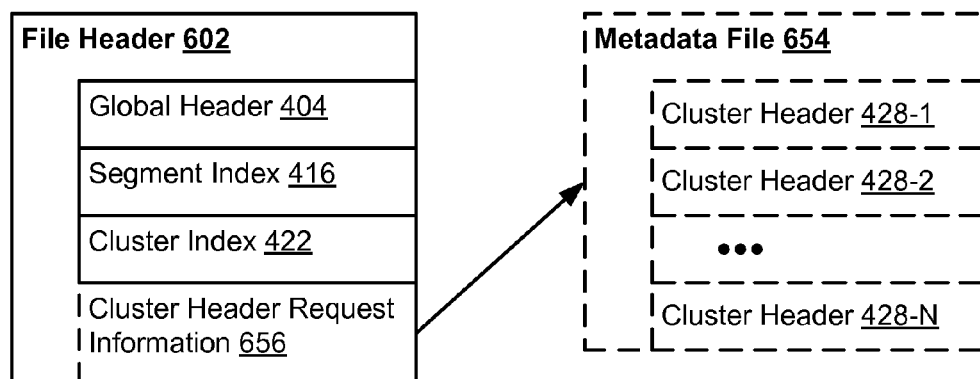 File Header 602
Global Header 404
Segment Index 416
Cluster Index 422
Cluster Header Request
Information 656
Metadata File 654
Cluster Header 428-1
Cluster Header 428-2
•••
Cluster Header 428-N